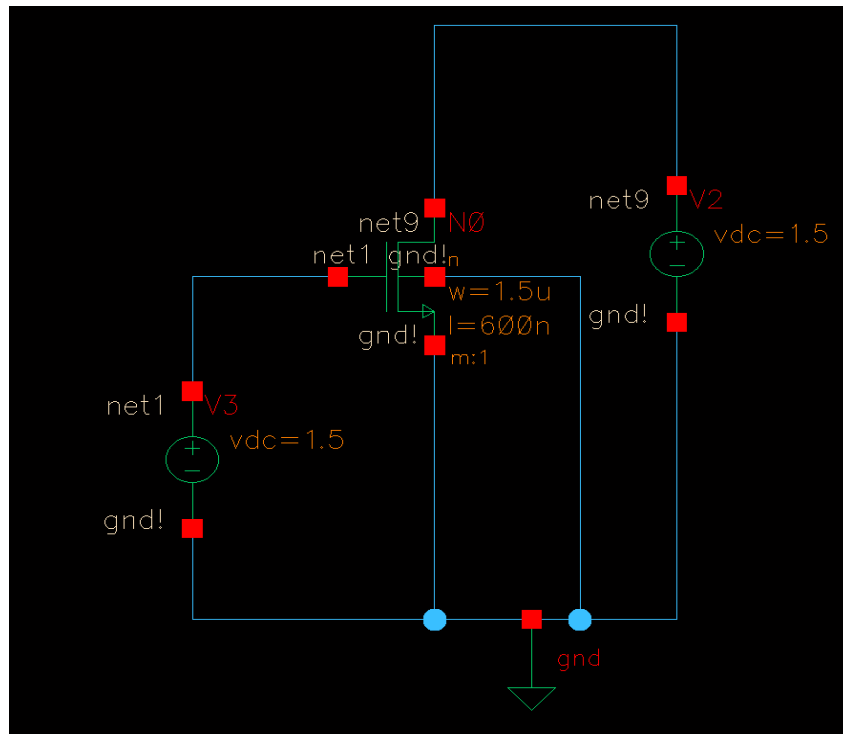 net9
NØ
net9
V2
vdc=1.5
net1
gnd!
n
w=1.5u
l=600n
gnd!
m:1
gnd!
net1
V3
vdc=1.5
gnd!
gnd